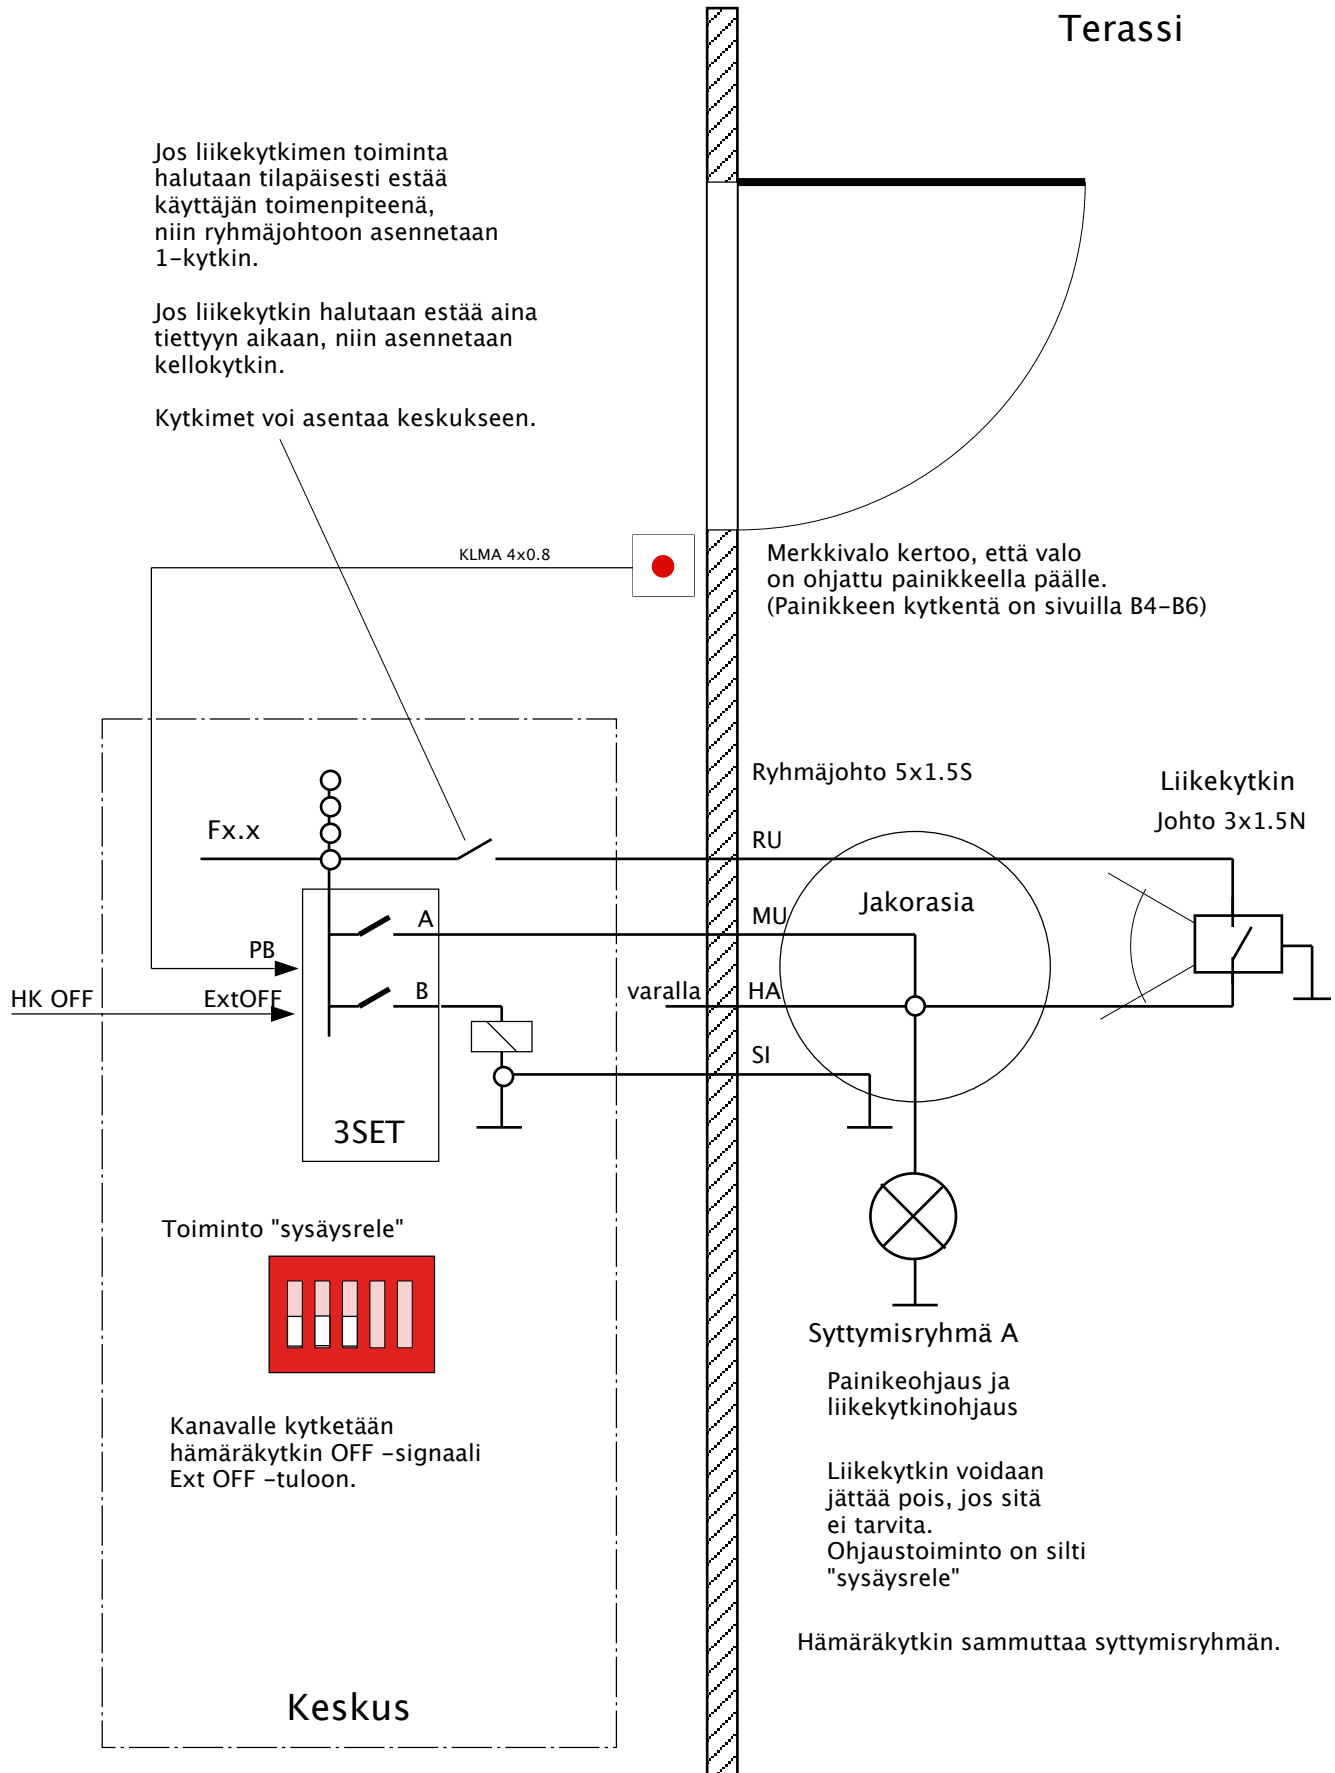 Terassi
Jos liikekytkimen toiminta
halutaan tilapäisesti estää
käyttäjän toimenpiteenä,
niin ryhmäjohtoon asennetaan
1-kytkin.
Jos liikekytkin halutaan estää aina
tiettyyn aikaan, niin asennetaan
kellokytkin.
Kytkimet voi asentaa keskukseen.
KLMA 4x0.8
Merkkivalo kertoo, että valo
on ohjattu painikkeella päälle.
(Painikkeen kytkentä on sivuilla B4-B6)
Ryhmäjohto 5x1.5S
Liikekytkin
Johto 3x1.5N
Fx.x
RU
Jakorasia
A
MU
PB
HK OFF
ExtOFF
B
varalla
HA
SI
3SET
Toiminto "sysäysrele"
Syttymisryhmä A
Painikeohjaus ja
liikekytkinohjaus
Kanavalle kytketään
hämäräkytkin OFF -signaali
Ext OFF -tuloon.
Liikekytkin voidaan
jättää pois, jos sitä
ei tarvita.
Ohjaustoiminto on silti
"sysäysrele"
Hämäräkytkin sammuttaa syttymisryhmän.
Keskus